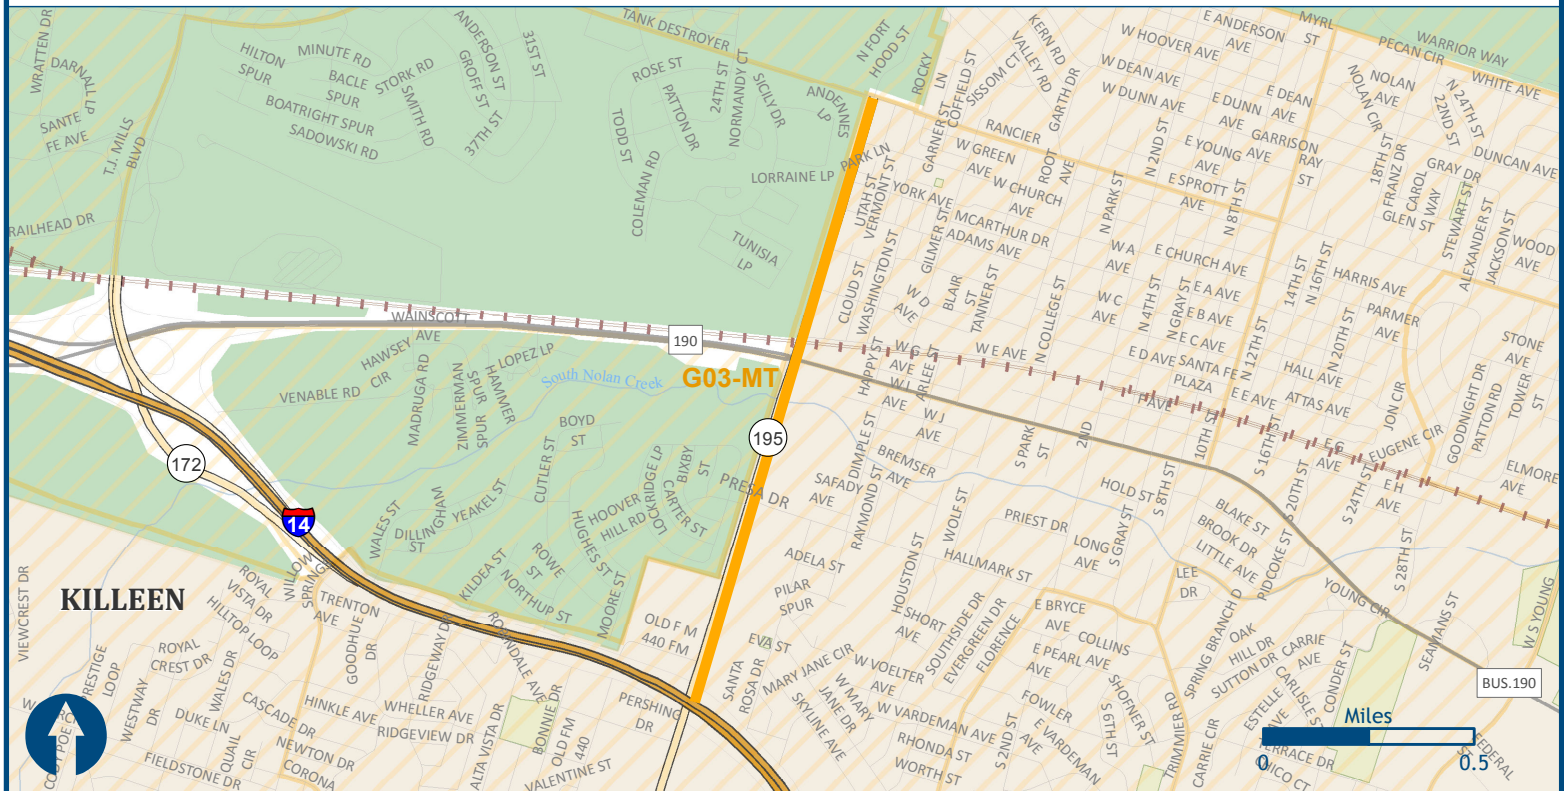 WRATTEN DR
DARNALL LP
SANTE
FE AVE
T.J. MILLS
BLVD
HILTON
SPUR
MINUTE RD
BACLE
SPUR
STORK RD
BOATRIGHT SPUR
SADOWSKI RD
SMITH RD
ANDERSON ST
GROFF ST
37TH ST
31ST ST
TANK DESTROYER
ROSE ST
PATTON DR
TODD ST
COLEMAN RD
24TH ST
NORMANDY CT
SICILY DR
ANDENNES
LP
LORRAINE LP
PARK LN
TUNISIA
LP
N FORT
HOOD ST
ROCKY
LN
COFFIELD ST
SISSOM CT
VALLEY RD
KERN RD
GARTH DR
GARNER ST
RANCIER
AVE
ROOT
W GREEN
AVE
W CHURCH
AVE
YORK AVE
MCARTHUR DR
ADAMS AVE
UTAH ST
VERMONT ST
CLOUD ST
WASHINGTON ST
GILMER ST
W D
AVE
BLAIR
ST
TANNER ST
N COLLEGE ST
W E AVE
HAPPY ST
W G
AVE
ARLEE ST
W I
AVE
W J
AVE
W HOOVER AVE
W DEAN AVE
W DUNN AVE
E ANDERSON
AVE
MYRL
ST
PECAN CIR
WARRIOR WAY
WHITE AVE
E DEAN
AVE
E DUNN
AVE
GARRISON
AVE
E YOUNG
AVE
RAY
ST
E SPROTT
AVE
N 2ND ST
N PARK ST
N 8TH ST
NOLAN
AVE
NOLAN CIR
N 24TH ST
22ND ST
DUNCAN AVE
18TH ST
FRANZ DR
CAROL
WAY
GLEN ST
GRAY DR
STEWART ST
ALEXANDER ST
JACKSON ST
WOOD
AVE
W A
AVE
E CHURCH AVE
W C
AVE
N 4TH ST
N GRAY ST
E A AVE
E B AVE
E C AVE
E D AVE
SANTA FE
PLAZA
N 12TH ST
14TH ST
N 16TH ST
HARRIS AVE
PARMER
AVE
N 20TH ST
HALL AVE
ATTAS AVE
E E AVE
F AVE
STONE
AVE
TOWER
ST
JON CIR
GOODNIGHT DR
PATTON RD
EUGENE CIR
E G
AVE
ELMORE
AVE
E H
AVE
RAILHEAD DR
WAINSCOTT
AVE
190
HAWSEY
CIR
LOPEZ LP
VENABLE RD
MADRUGA RD
ZIMMERMAN
SPUR
HAMMER
SPUR
South Nolan Creek
G03-MT
195
BOYD
ST
CUTLER ST
172
14
WALES ST
DILLINGHAM
ST
YEAKEL ST
HOOVER
HILL RD
LOCKRIDGE LP
BIXBY
ST
CARTER ST
PRESA DR
HUGHES ST
ROWE
ST
NORTHUP ST
KILDEA ST
MOORE ST
DIMPLE ST
SAFADY
AVE
RAYMOND ST
BREMSER
AVE
WOLF ST
S PARK
ST
2ND
10TH ST
S 8TH ST
S 16TH ST
S 20TH ST
S 24TH ST
S 28TH ST
HOLD ST
BLAKE ST
BROOK DR
LITTLE AVE
PIDCOKE ST
PRIEST DR
LONG
AVE
S GRAY ST
HALLMARK ST
HOUSTON ST
ADELA ST
PILAR
SPUR
LEE
DR
YOUNG CIR
SEAMANS ST
W S YOUNG
BUS.190
KILLEEN
VIEWCREST DR
ROYAL
VISTA DR
HILLTOP LOOP
WILLOW
SPRINGS
TRENTON
AVE
GOODHUE
DR
RIDGEWAY DR
ROSINDALE AVE
OLD F M
440 FM
PRESTIGE
LOOP
ROYAL
CREST DR
WESTWAY
DR
WALES DR
CASCADE DR
HINKLE AVE
WHELLER AVE
RIDGEVIEW DR
DUKE LN
QUAIL
CIR
NEWTON DR
CORONA
FIELDSTONE DR
ALTA VISTA DR
BONNIE DR
OLD FM
440
VALENTINE ST
PERSHING
DR
SANTA
ROSA DR
EVA ST
MARY JANE CIR
W MARY
JANE DR
SKYLINE AVE
W VOELTER
AVE
E SHORT
AVE
SOUTHSIDE DR
EVERGREEN DR
FLORENCE
W VARDEMAN AVE
RHONDA ST
WORTH ST
S 2ND ST
E VARDEMAN
AVE
FOWLER
AVE
E BRYCE
AVE
COLLINS
AVE
E PEARL AVE
SHOFNER ST
S 6TH ST
TRIMMIER RD
CARRIE CIR
SPRING BRANCH D
OAK
HILL DR
SUTTON DR
CARRIE
AVE
CARLISLE ST
ESTELLE
AVE
CONDER ST
TERRACE DR
CHICO CT
FEDERAL
ST
Miles
0
0.5